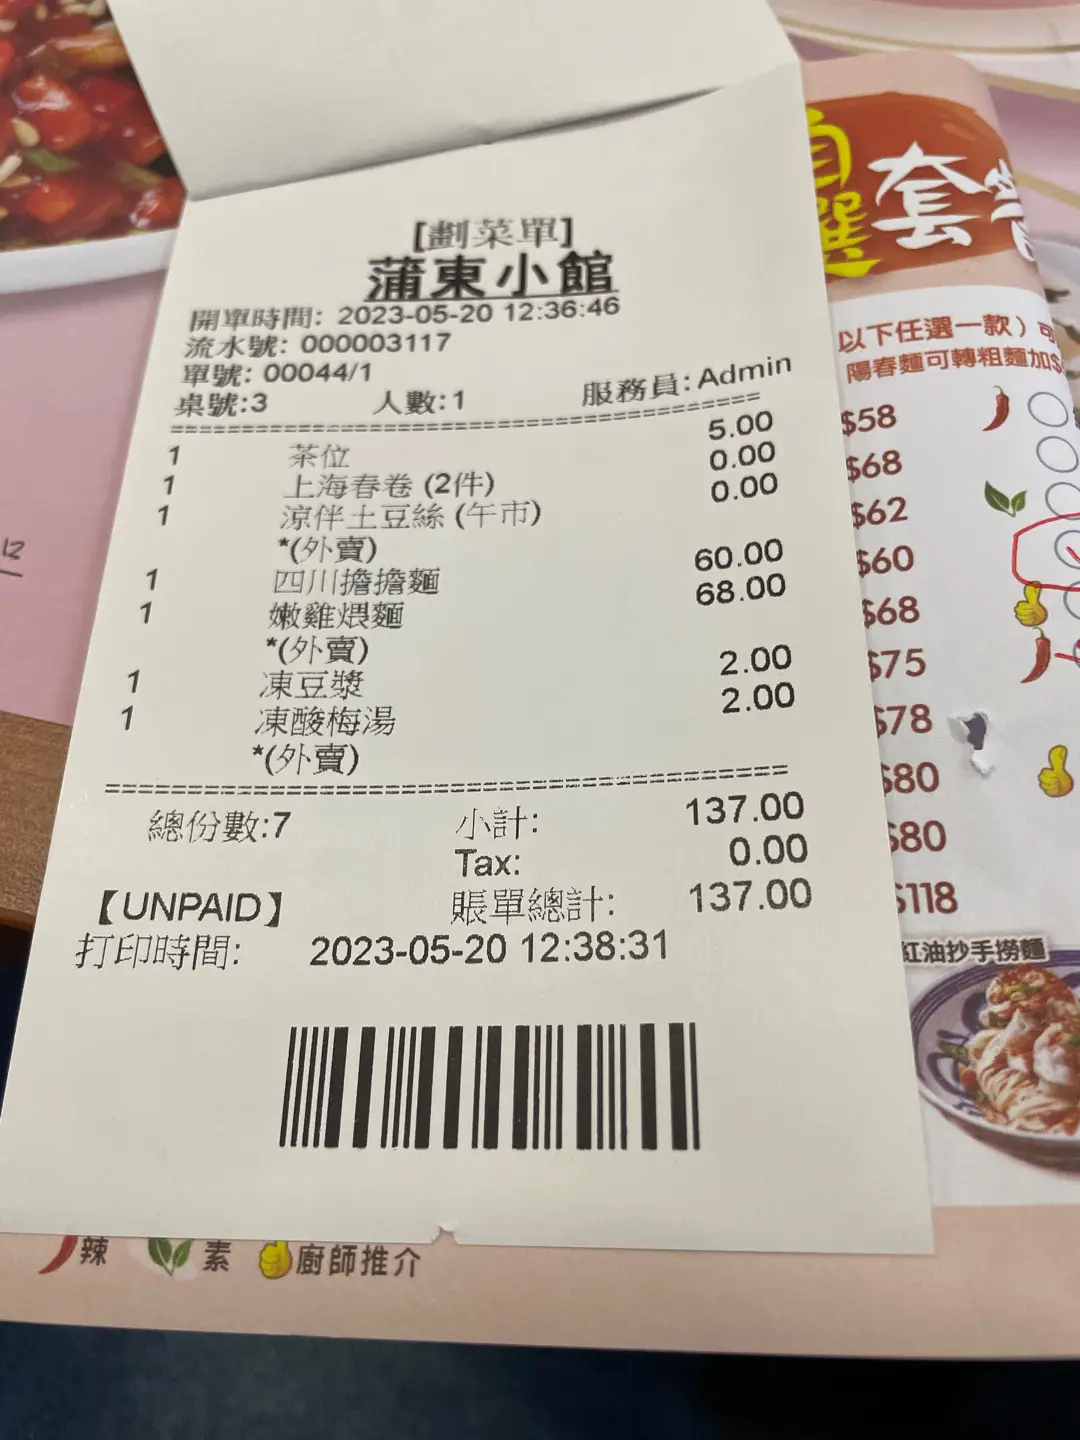 [劃菜單]
蒲東小館
開單時間: 2023-05-20 12:36:46
流水號: 000003117
單號: 00044/1
桌號:3 人數:1 服務員: Admin
1 茶位 5.00
1 上海春卷 (2件) 0.00
1 涼伴土豆絲 (午市) 0.00
*(外賣)
1 四川擔擔麵 60.00
1 嫩雞煨麵 68.00
*(外賣)
1 凍豆漿 2.00
1 凍酸梅湯 2.00
*(外賣)
總份數:7 小計: 137.00
Tax: 0.00
【UNPAID】 賬單總計: 137.00
打印時間: 2023-05-20 12:38:31
自選
套
以下任選一款）
陽春麵可轉粗麵加
$58
$68
$62
$60
$68
$75
$78
$80
$80
$118
紅油抄手撈麵
辣 素 廚師推介